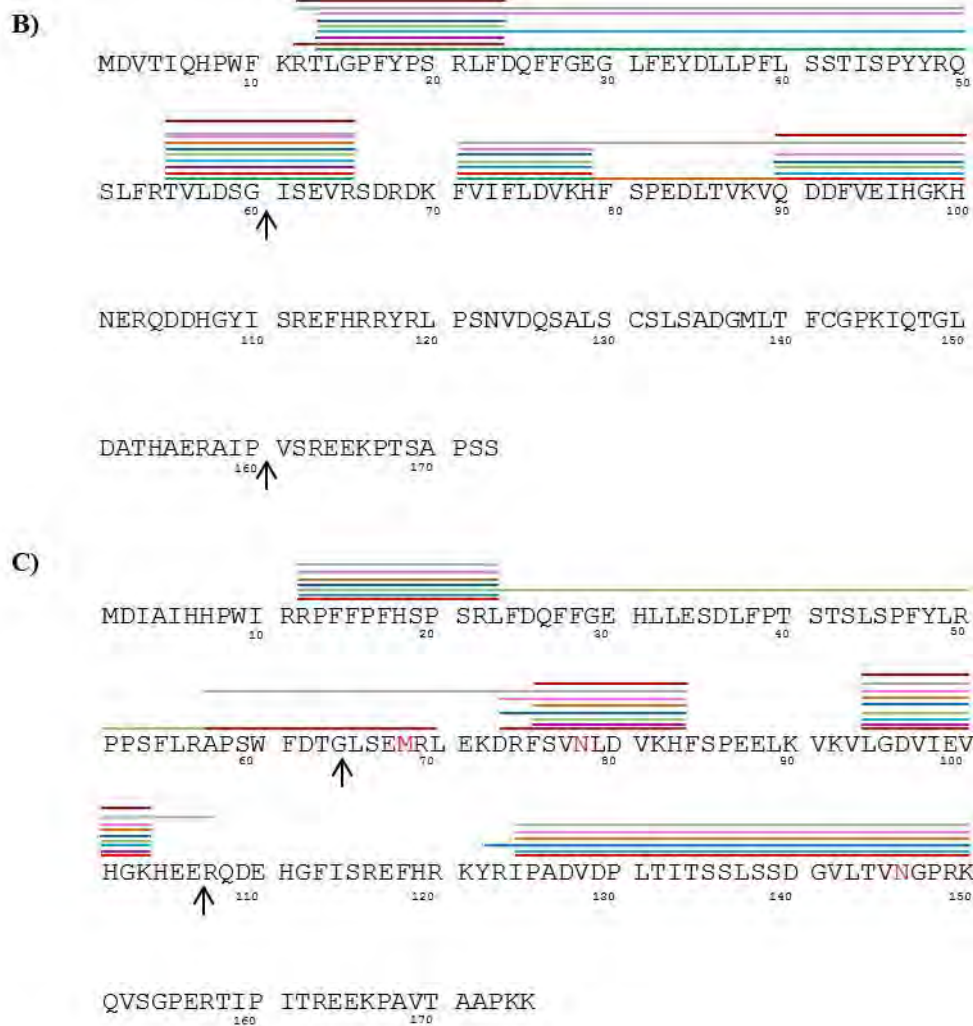 B)
MDVTIQHPWF KRTLGPFYPS RLFDQFFGEG LFEYDLLPFL SSTISPYYRQ
10 20 30 40 50
SLFRTVLDSG ISEVRSDRDK FVIFLDVKHF SPEDLTVKVQ DDFVEIHGKH
60 70 80 90 100
NERQDDHGYI SREFHRRYRL PSNVDQSALS CSLSADGMLT FCGPKIQTGL
110 120 130 140 150
DATHAERAIP VSREEKPTSA PSS
160 170
C)
MDIAIHHPWI RRPFFPFHSP SRLFDQFFGE HLLESDLFPT STSLSPFYLR
10 20 30 40 50
PPSFLRAPSW FDTGLSEMRL EKDRFSVNLD VKHFSPEELK VKVLGDVIEV
60 70 80 90 100
HGKHEERQDE HGFISREFHR KYRIPADVDP LTITSSLSSD GVLTVNGPRK
110 120 130 140 150
QVSGPERTIP ITREEKPAVT AAPKK
160 170